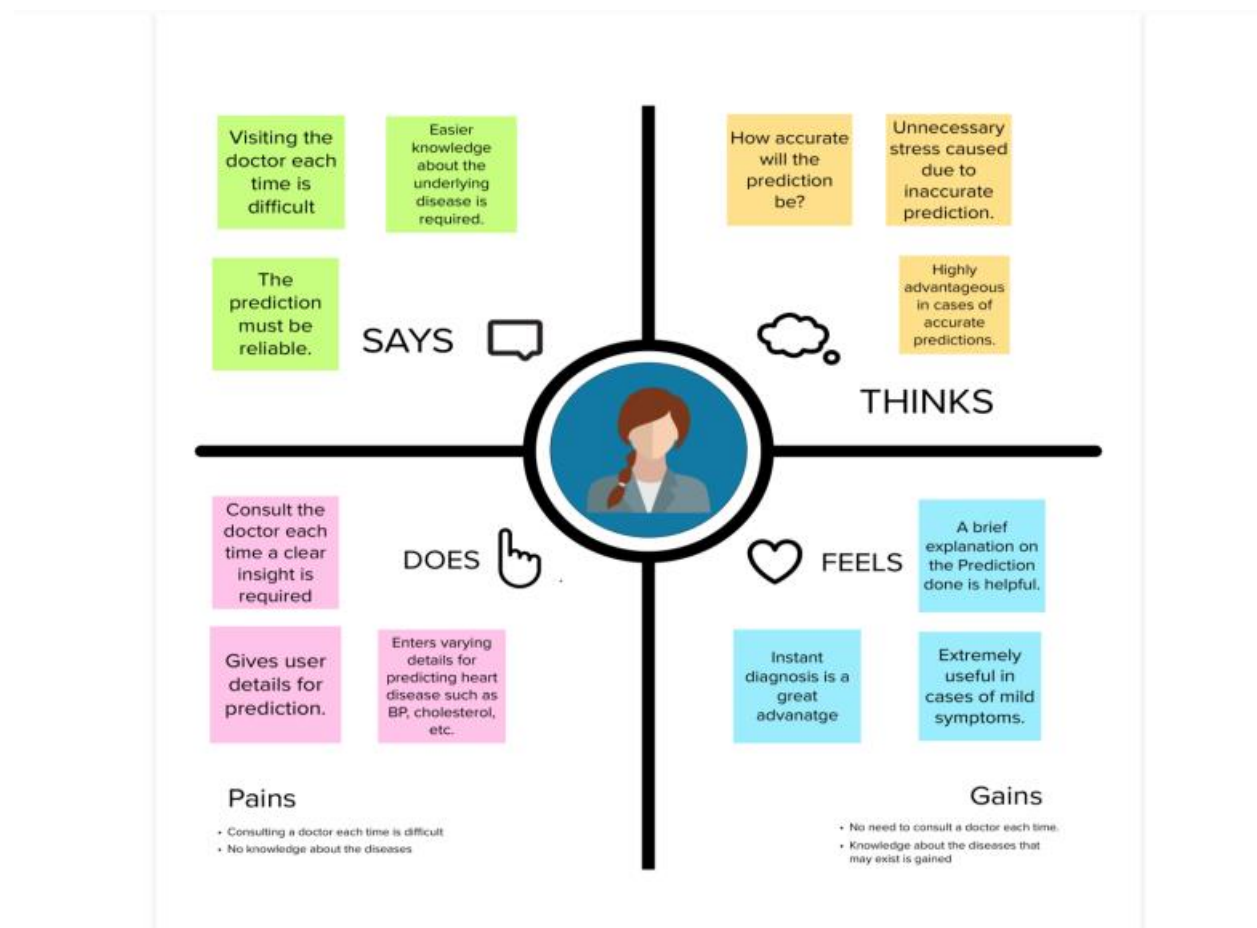 Visiting the
doctor each
time is
difficult
Easier
knowledge
about the
underlying
disease is
required.
The
prediction
must be
reliable.
SAYS
How accurate
will the
prediction
be?
Unnecessary
stress caused
due to
inaccurate
prediction.
Highly
advantageous
in cases of
accurate
predictions.
THINKS
Consult the
doctor each
time a clear
insight is
required
DOES
Gives user
details for
prediction.
Enters varying
details for
predicting heart
disease such as
BP, cholesterol,
etc.
FEELS
A brief
explanation on
the Prediction
done is helpful.
Instant
diagnosis is a
great
advanatge
Extremely
useful in
cases of mild
symptoms.
Pains
• Consulting a doctor each time is difficult
• No knowledge about the diseases
Gains
• No need to consult a doctor each time.
• Knowledge about the diseases that
may exist is gained